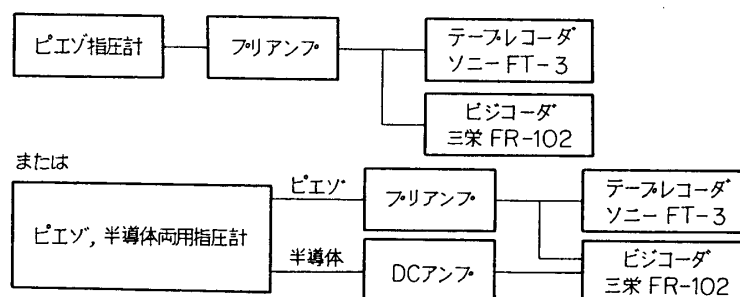 ピエゾ指圧計
プリアンプ
テープレコーダ
ソニーFT-3
ビジコーダ
三栄 FR-102
または
ピエゾ, 半導体両用指圧計
ピエゾ
プリアンプ
テープレコーダ
ソニーFT-3
半導体
DCアンプ
ビジコーダ
三栄 FR-102